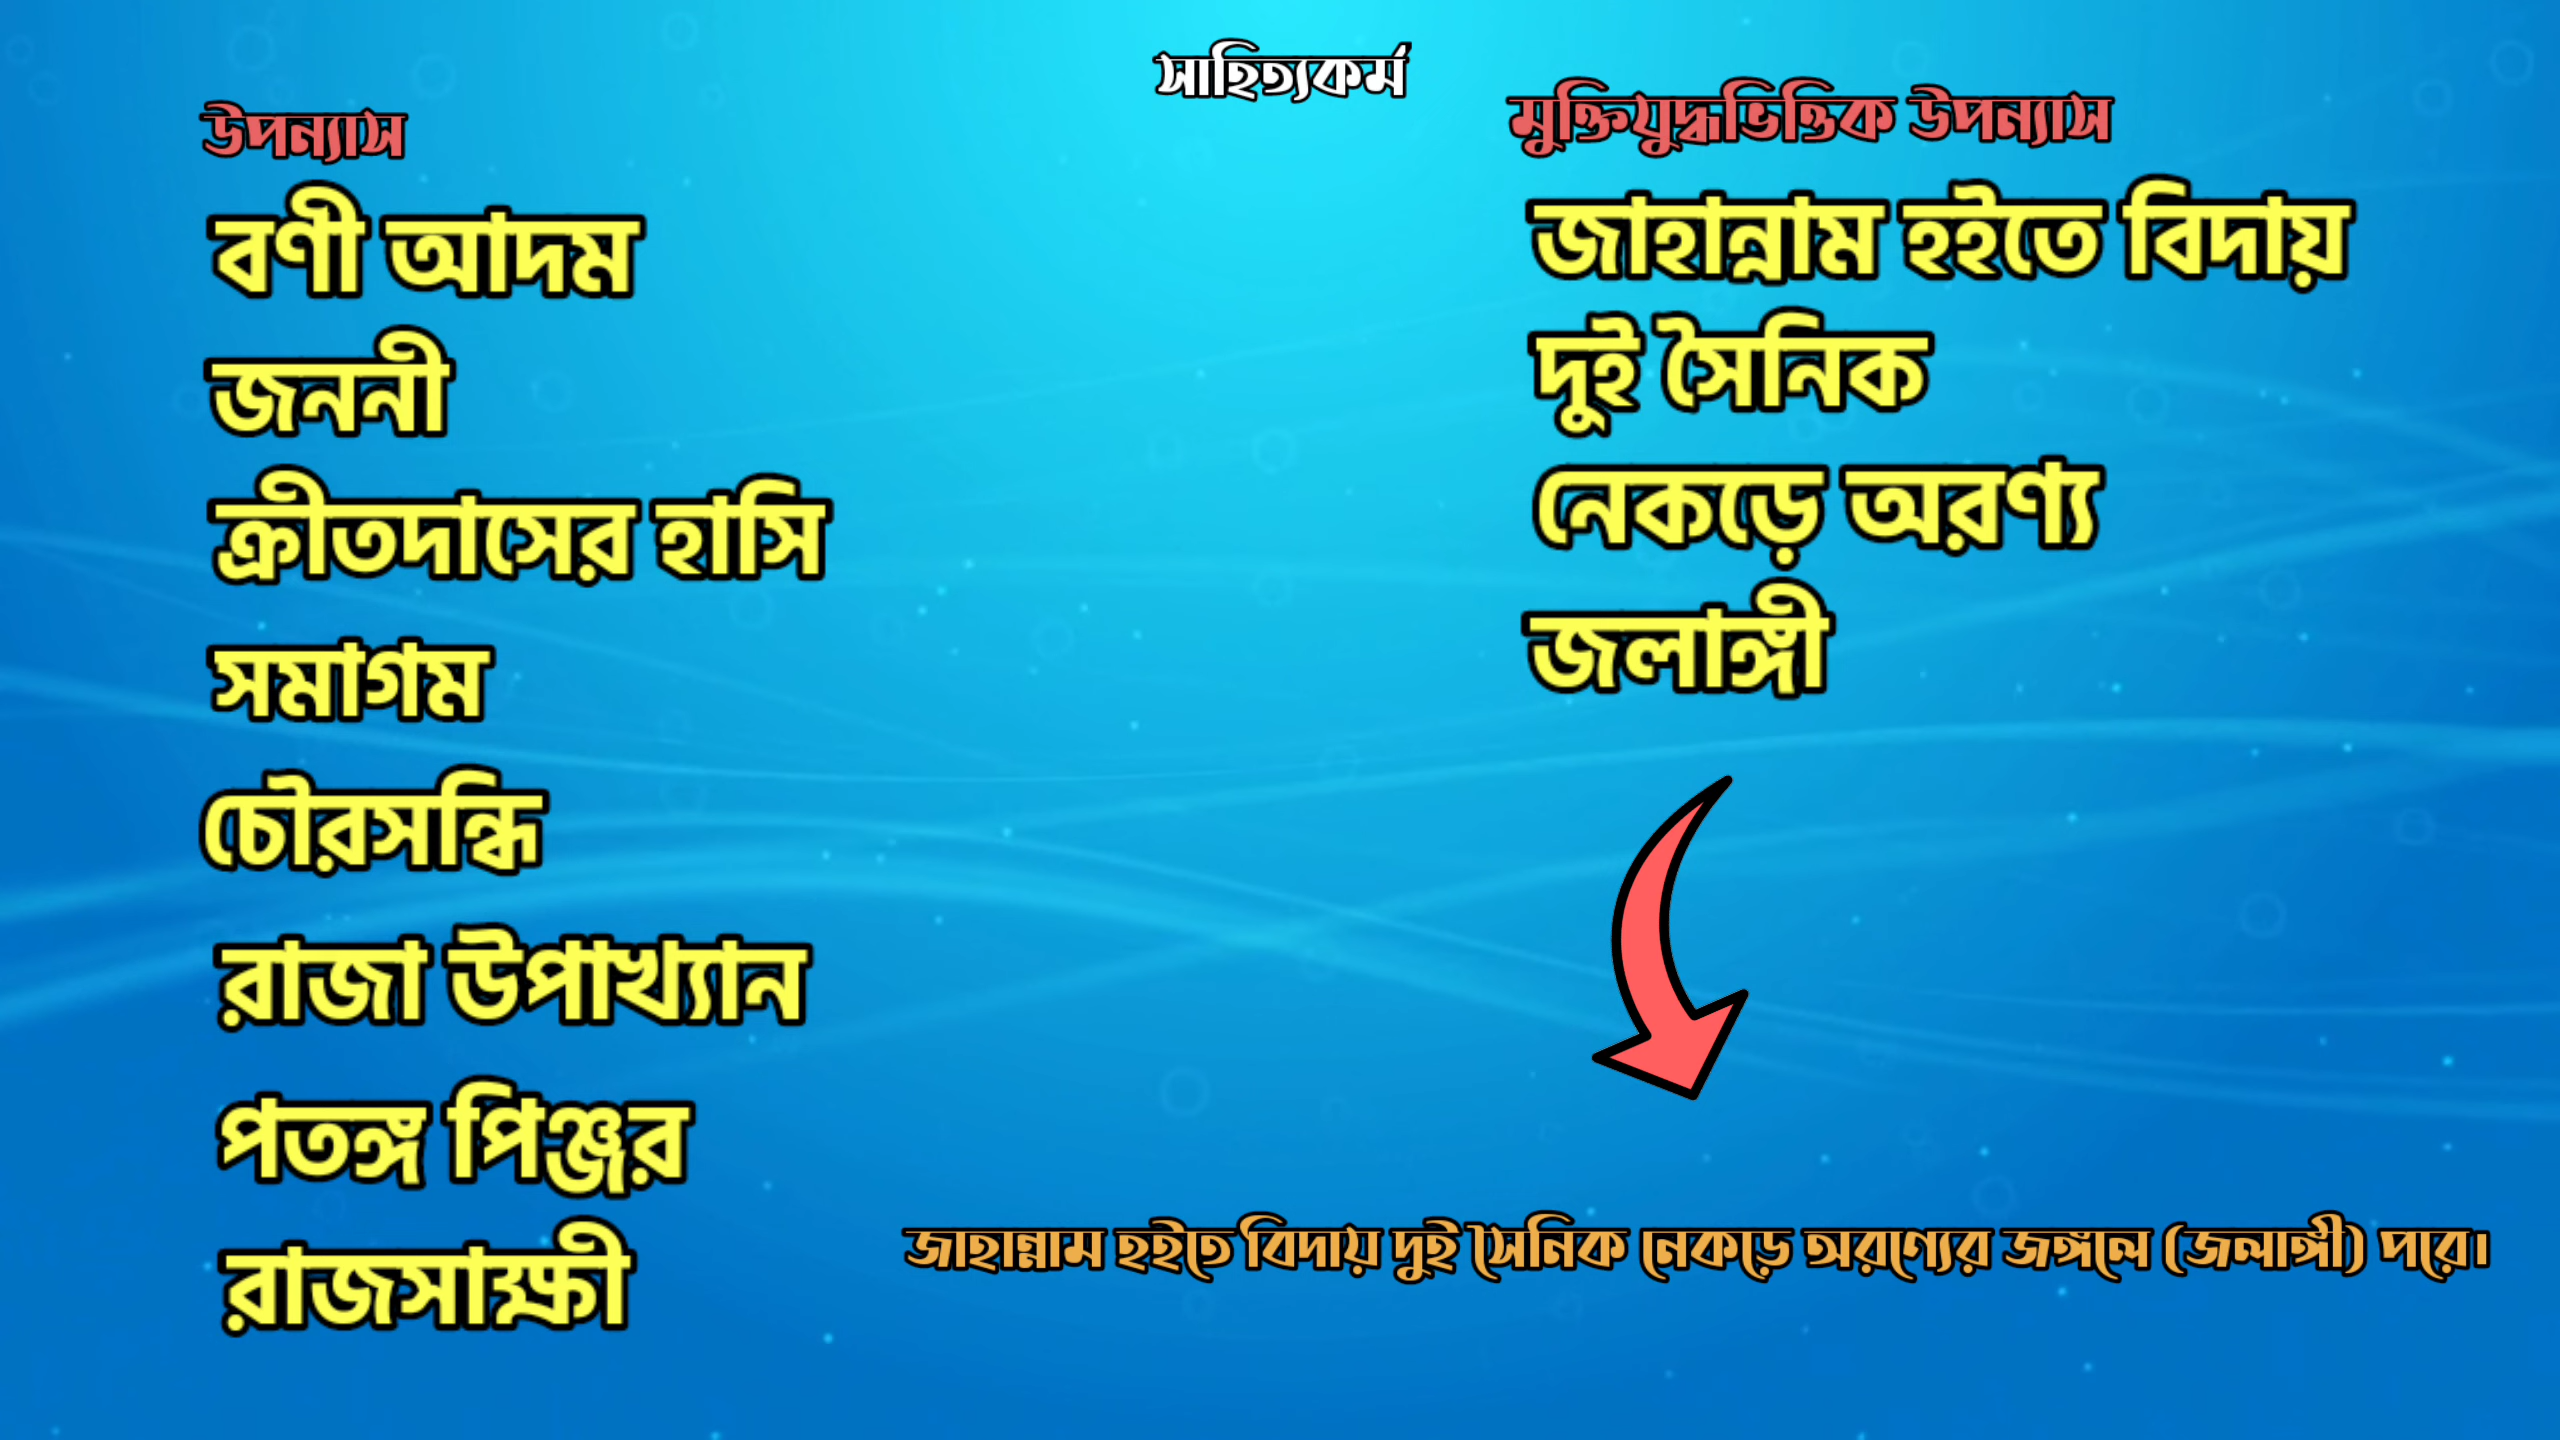 সাহিত্যকর্ম
উপন্যাস
বণী আদম
জননী
ক্রীতদাসের হাসি
সমাগম
চৌরসন্ধি
রাজা উপাখ্যান
পতঙ্গ পিঞ্জর
রাজসাক্ষী
মুক্তিযুদ্ধভিত্তিক উপন্যাস
জাহান্নাম হইতে বিদায়
দুই সৈনিক
নেকড়ে অরণ্য
জলাঙ্গী
জাহান্নাম হইতে বিদায় দুই সৈনিক নেকড়ে অরণ্যের জঙ্গলে (জলাঙ্গী) পরে।